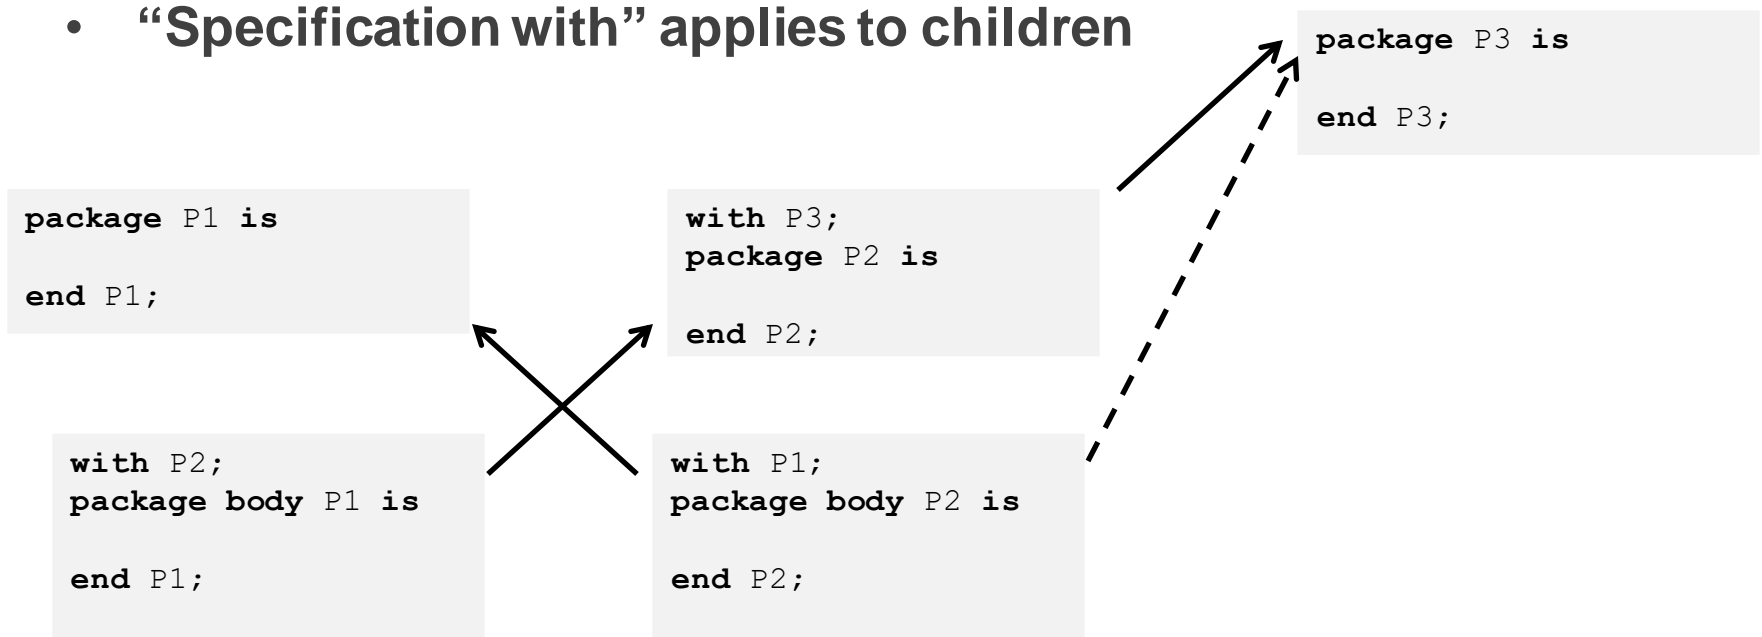 • “Specification with” applies to children
package P3 is
end P3;
package P1 is
end P1;
with P3;
package P2 is
end P2;
with P2;
package body P1 is
end P1;
with P1;
package body P2 is
end P2;